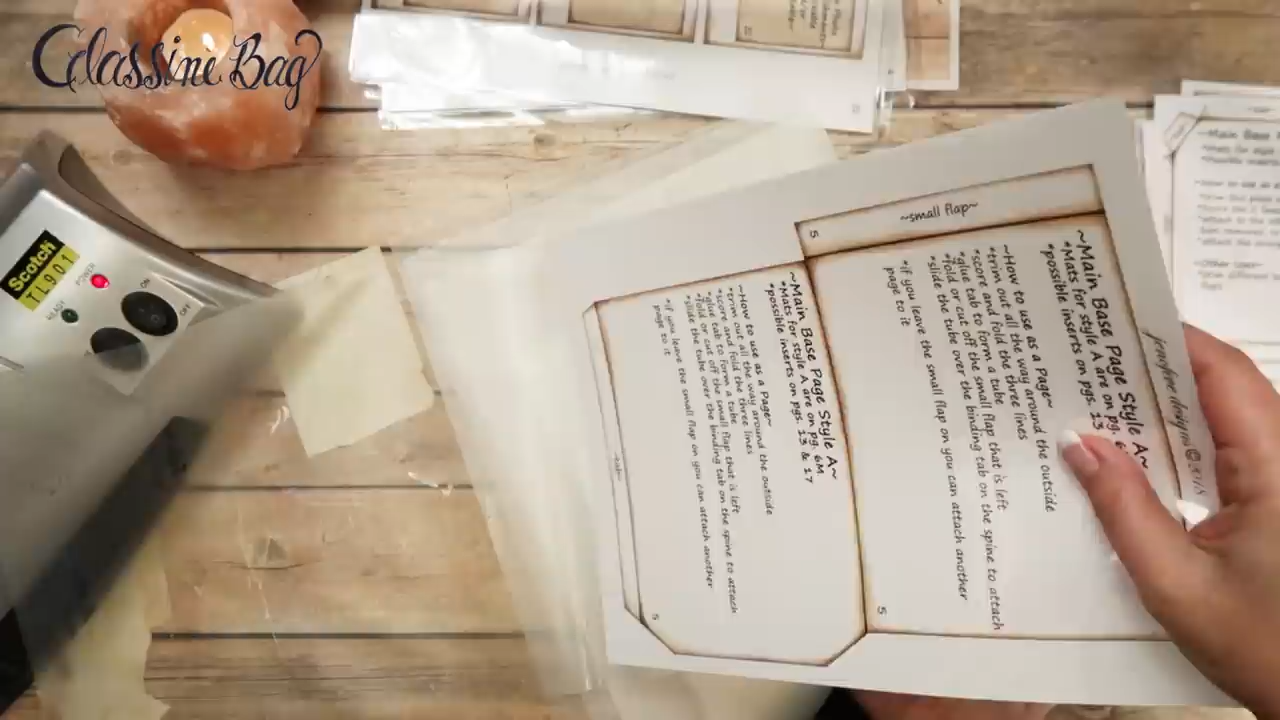 Glassine Bag
Scotch
TL901
POWER
READY
ON
OFF
~small flap~
5
~Main Base Page Style A~
*Mats for style A are on pg. 6
*possible inserts on pgs. 13
~How to use as a Page~
*trim out all the way around the outside
*score and fold the three lines
*glue tab to form a tube
*fold or cut off the small flap that is left
*slide the tube over the binding tab on the spine to attach
*if you leave the small flap on you can attach another
page to it
5
~Main Base Page Style A~
*Mats for style A are on pg. 6M
*possible inserts on pgs. 13 & 17
~How to use as a Page~
*trim out all the way around the outside
*score and fold the three lines
*glue tab to form a tube
*fold or cut off the small flap that is left
*slide the tube over the binding tab on the spine to attach
*if you leave the small flap on you can attach another
page to it
~tab~
5
~Main Base